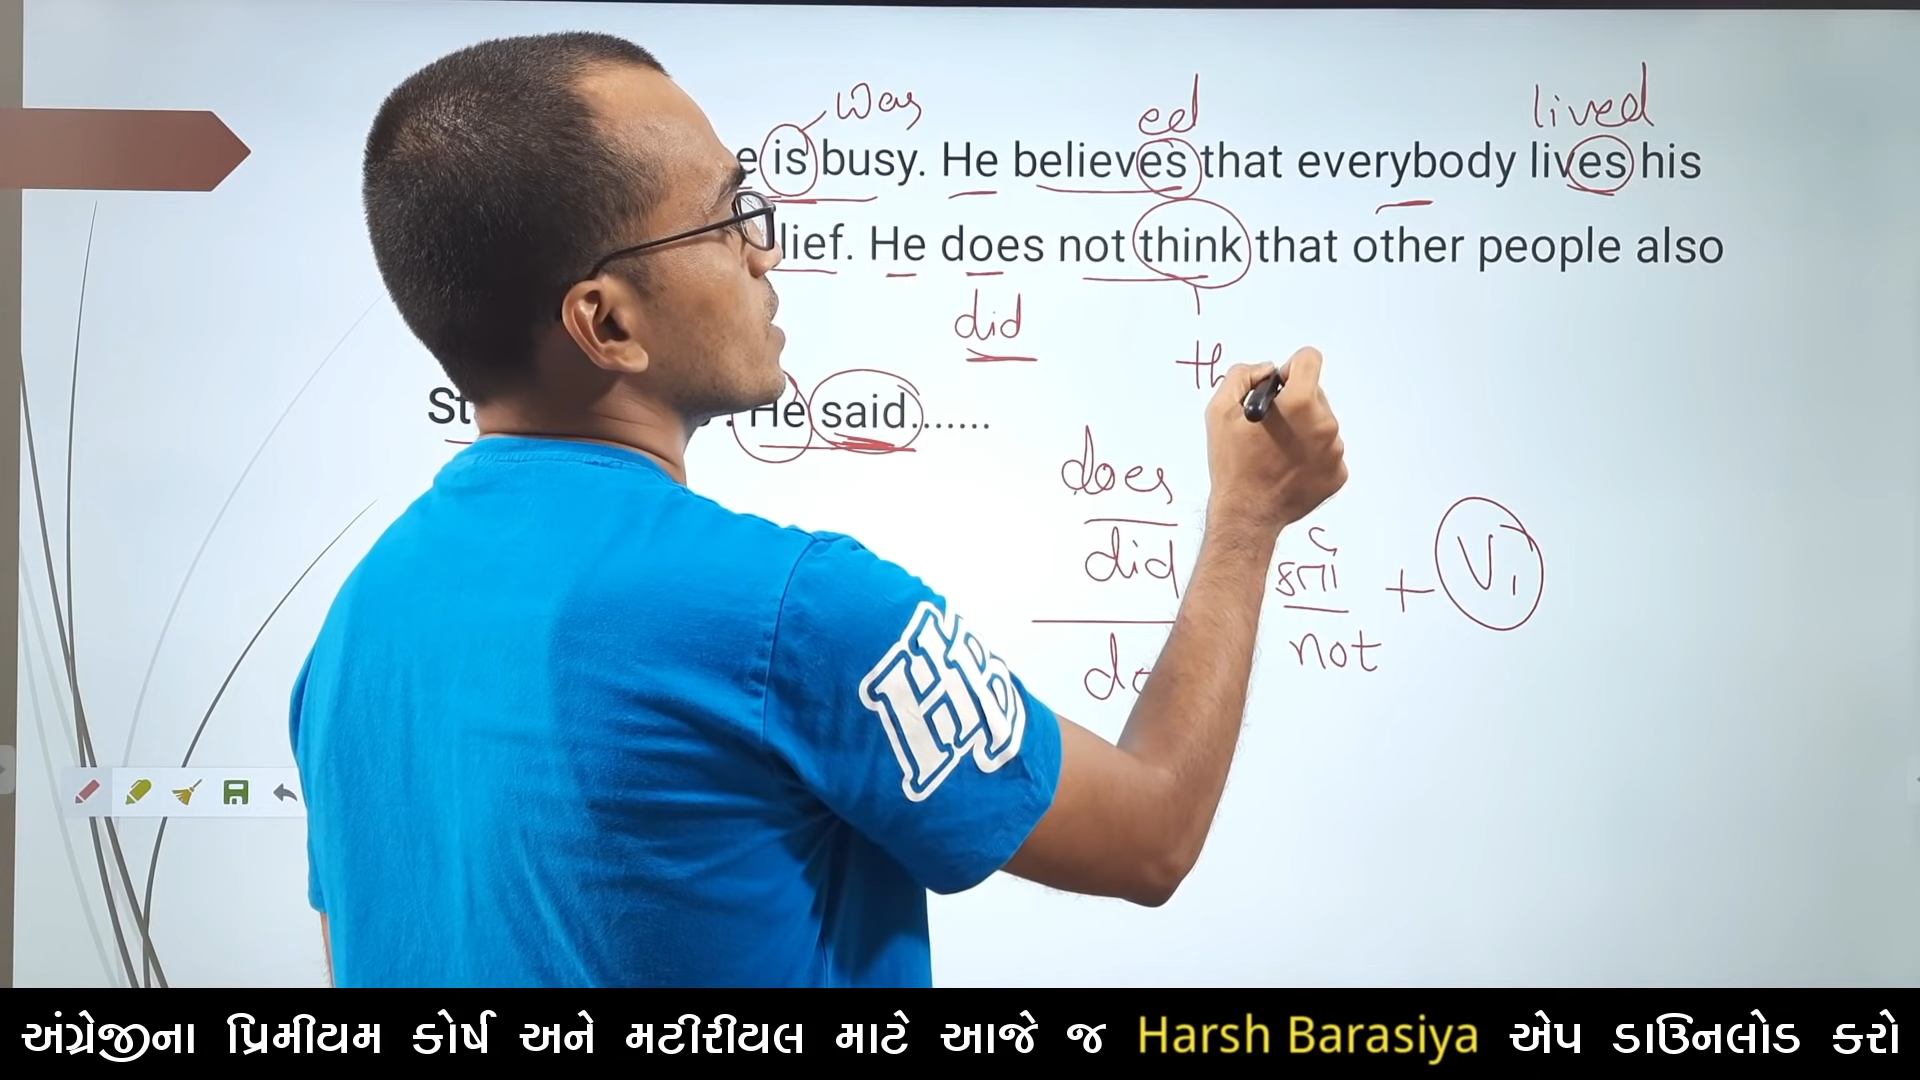 was ed lived
is busy. He believes that everybody lives his
lief. He does not think that other people also
did
th
He said.......
does
did
કર્તા + V1
not
HB
અંગ્રેજીના પ્રિમીયમ કોર્ષ અને મટીરીયલ માટે આજે જ Harsh Barasiya એપ ડાઉનલોડ કરો